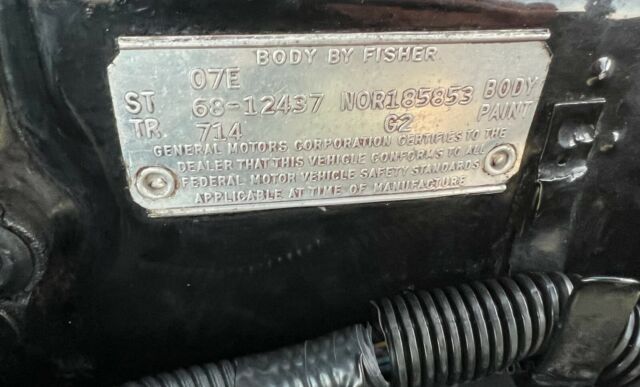 BODY BY FISHER
07E
ST 68-12437 NOR185853 BODY
TR. 714 G2 PAINT
GENERAL MOTORS CORPORATION CERTIFIES TO THE
DEALER THAT THIS VEHICLE CONFORMS TO ALL
FEDERAL MOTOR VEHICLE SAFETY STANDARDS
APPLICABLE AT TIME OF MANUFACTURE